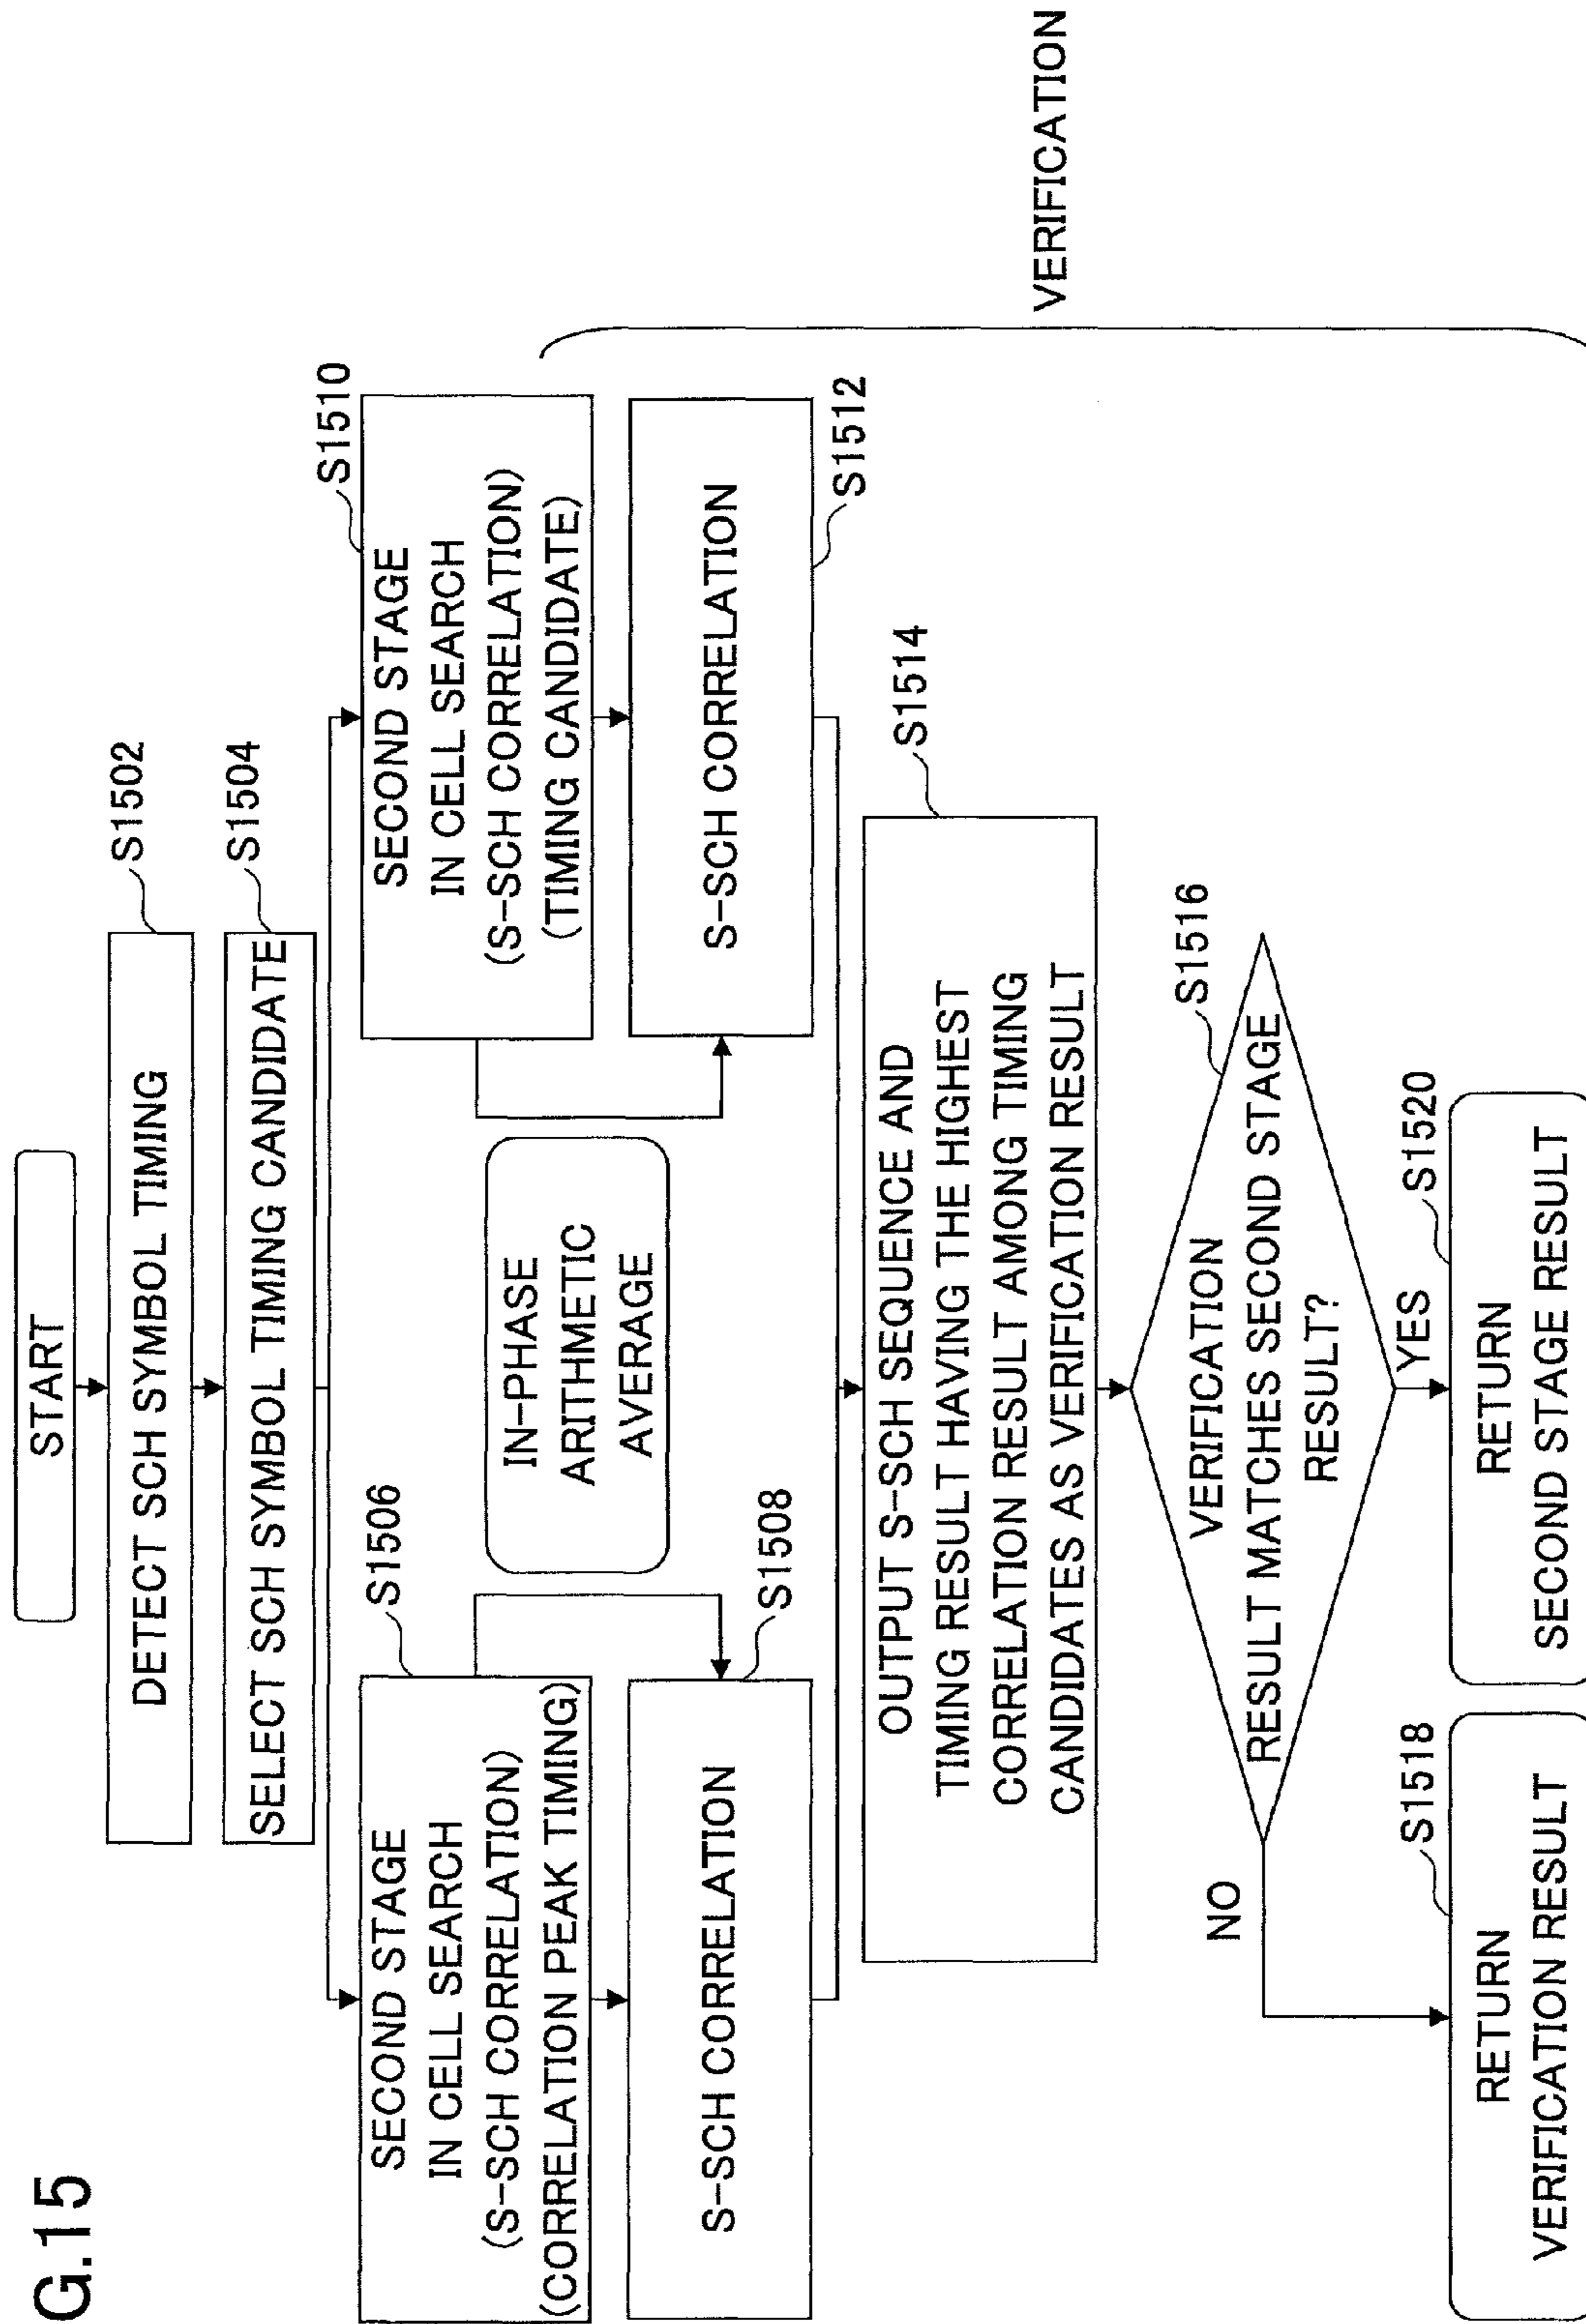 G.15
START
DETECT SCH SYMBOL TIMING
S1502
SELECT SCH SYMBOL TIMING CANDIDATE
S1504
SECOND STAGE
IN CELL SEARCH
(S-SCH CORRELATION)
(CORRELATION PEAK TIMING)
S1506
S-SCH CORRELATION
S1508
IN-PHASE
ARITHMETIC
AVERAGE
SECOND STAGE
IN CELL SEARCH
(S-SCH CORRELATION)
(TIMING CANDIDATE)
S1510
S-SCH CORRELATION
S1512
OUTPUT S-SCH SEQUENCE AND
TIMING RESULT HAVING THE HIGHEST
CORRELATION RESULT AMONG TIMING
CANDIDATES AS VERIFICATION RESULT
S1514
VERIFICATION
RESULT MATCHES SECOND STAGE
RESULT?
S1516
NO
YES
RETURN
VERIFICATION RESULT
S1518
RETURN
SECOND STAGE RESULT
S1520
VERIFICATION